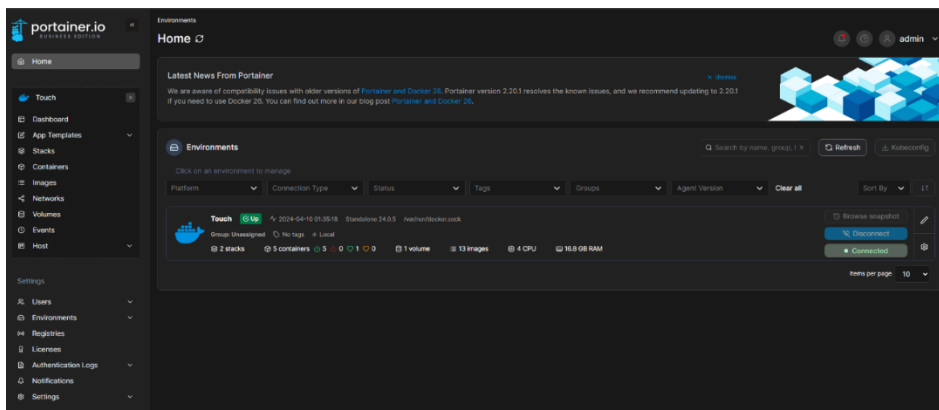 portainer.io
BUSINESS EDITION
Home
Touch
Dashboard
App Templates
Stacks
Containers
Images
Networks
Volumes
Events
Host
Settings
Users
Environments
Registries
Licenses
Authentication Logs
Notifications
Settings
Environments
Home
admin
Latest News From Portainer
dismiss
We are aware of compatibility issues with older versions of Portainer and Docker 26. Portainer version 2.20.1 resolves the known issues, and we recommend updating to 2.20.1
if you need to use Docker 26. You can find out more in our blog post Portainer and Docker 26.
Environments
Search by name, group, t
Refresh
Kubeconfig
Click on an environment to manage
Platform Connection Type Status Tags Groups Agent Version Clear all Sort By
Touch Up 2024-04-10 01:35:18 Standalone 24.0.5 /var/run/docker.sock
Group: Unassigned No tags Local
2 stacks 5 containers 5 0 1 0 1 volume 13 images 4 CPU 16.8 GB RAM
Browse snapshot
Disconnect
Connected
Items per page 10